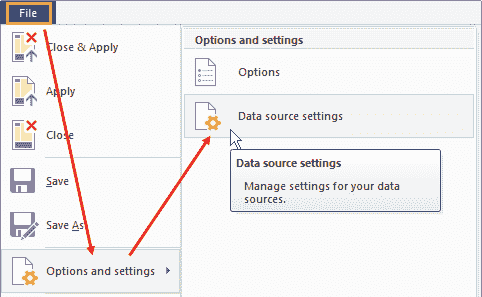 File
Close & Apply
Apply
Close
Save
Save As
Options and settings
Options and settings
Options
Data source settings
Data source settings
Manage settings for your data
sources.